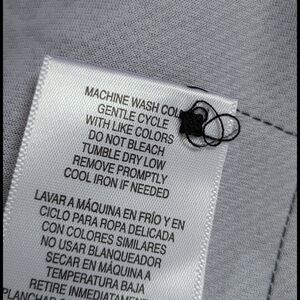 MACHINE WASH
GENTLE CYCLE
WITH LIKE COLORS
DO NOT BLEACH
TUMBLE DRY LOW
REMOVE PROMPTLY
COOL IRON IF NEEDED
LAVAR A MÁQUINA EN FRÍO Y EN
CICLO PARA ROPA DELICADA
CON COLORES SIMILARES
NO USAR BLANQUEADOR
SECAR EN MÁQUINA A
TEMPERATURA BAJA
RETIRE INMEDIATAMENTE
PLANCHAR